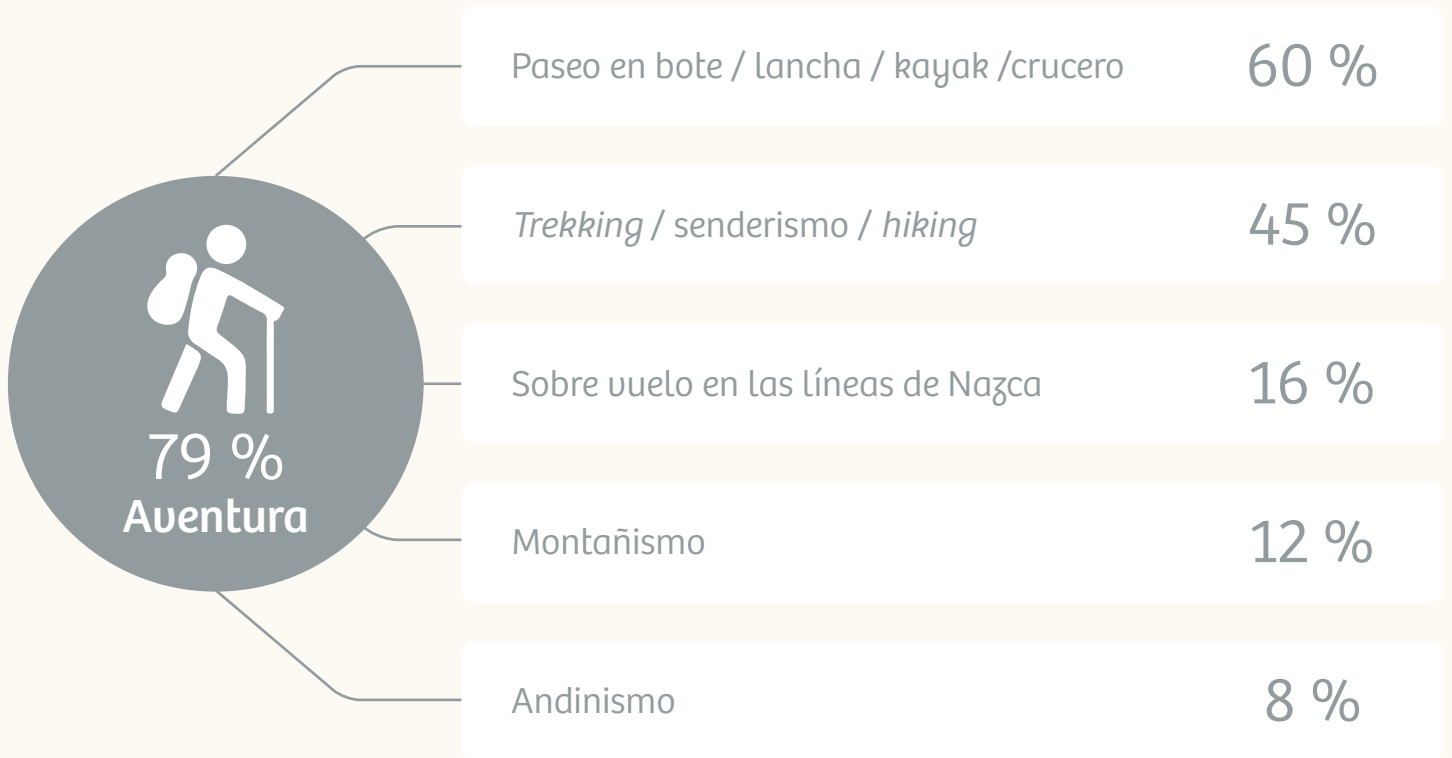 Paseo en bote / lancha / kayak /crucero 60 %
Trekking / senderismo / hiking 45 %
Sobre vuelo en las líneas de Nazca 16 %
79 %
Aventura
Montañismo 12 %
Andinismo 8 %